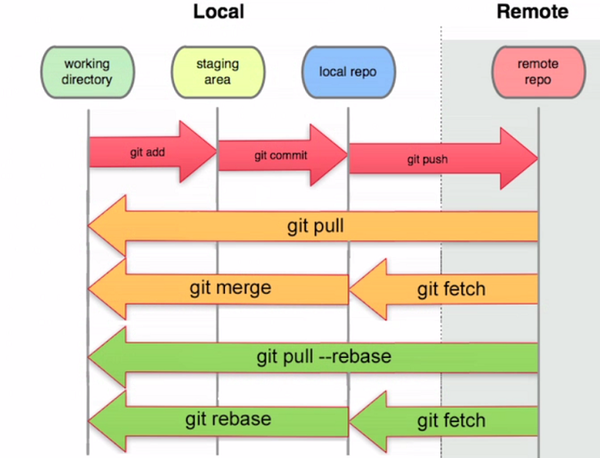 Local
Remote
working
directory
staging
area
local repo
remote
repo
git add
git commit
git push
git pull
git merge
git fetch
git pull --rebase
git rebase
git fetch